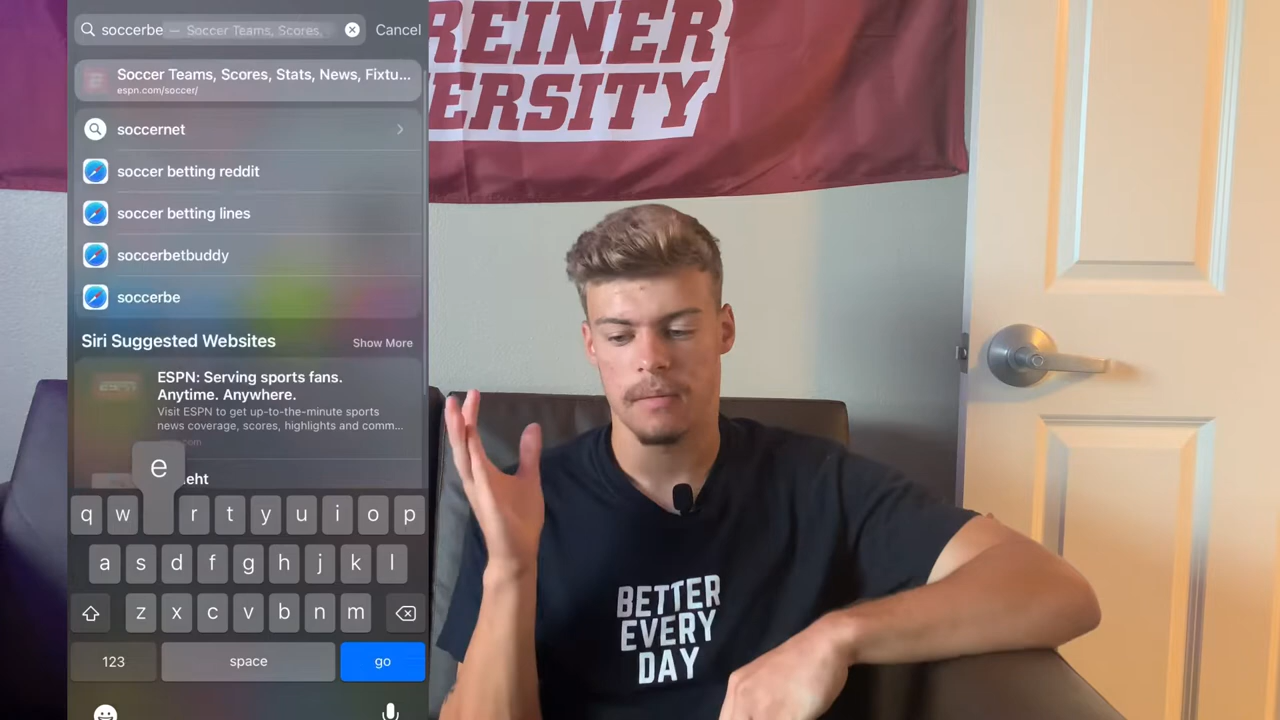 soccerbe — Soccer Teams, Scores,
Cancel
Soccer Teams, Scores, Stats, News, Fixtu...
espn.com/soccer/
soccernet
soccer betting reddit
soccer betting lines
soccerbetbuddy
soccerbe
Siri Suggested Websites
Show More
ESPN: Serving sports fans.
Anytime. Anywhere.
Visit ESPN to get up-to-the-minute sports
news coverage, scores, highlights and comm...
e
q w r t y u i o p
a s d f g h j k l
z x c v b n m
123
space
go
REINER
ERSITY
BETTER
EVERY
DAY